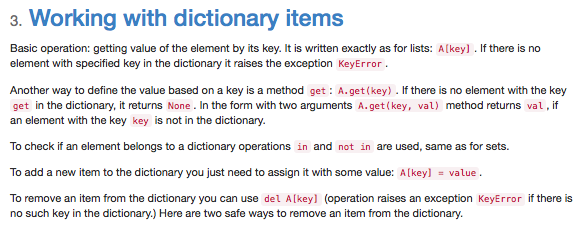 3. Working with dictionary items
Basic operation: getting value of the element by its key. It is written exactly as for lists: A[key] . If there is no
element with specified key in the dictionary it raises the exception KeyError .
Another way to define the value based on a key is a method get : A.get(key) . If there is no element with the key
get in the dictionary, it returns None . In the form with two arguments A.get(key, val) method returns val , if
an element with the key key is not in the dictionary.
To check if an element belongs to a dictionary operations in and not in are used, same as for sets.
To add a new item to the dictionary you just need to assign it with some value: A[key] = value .
To remove an item from the dictionary you can use del A[key] (operation raises an exception KeyError if there is
no such key in the dictionary.) Here are two safe ways to remove an item from the dictionary.